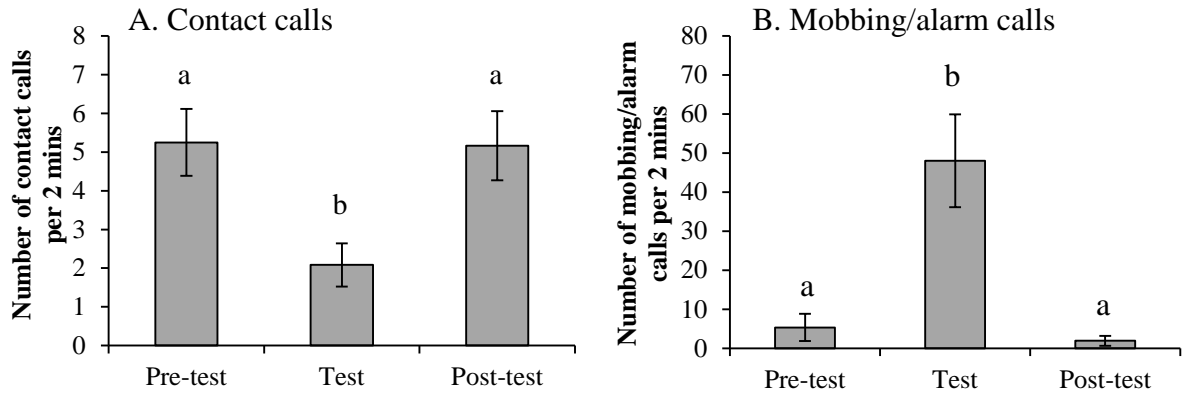 A. Contact calls
Number of contact calls
per 2 mins
8
7
6
5
4
3
2
1
0
a
b
a
Pre-test
Test
Post-test
B. Mobbing/alarm calls
Number of mobbing/alarm
calls per 2 mins
80
70
60
50
40
30
20
10
0
a
b
a
Pre-test
Test
Post-test